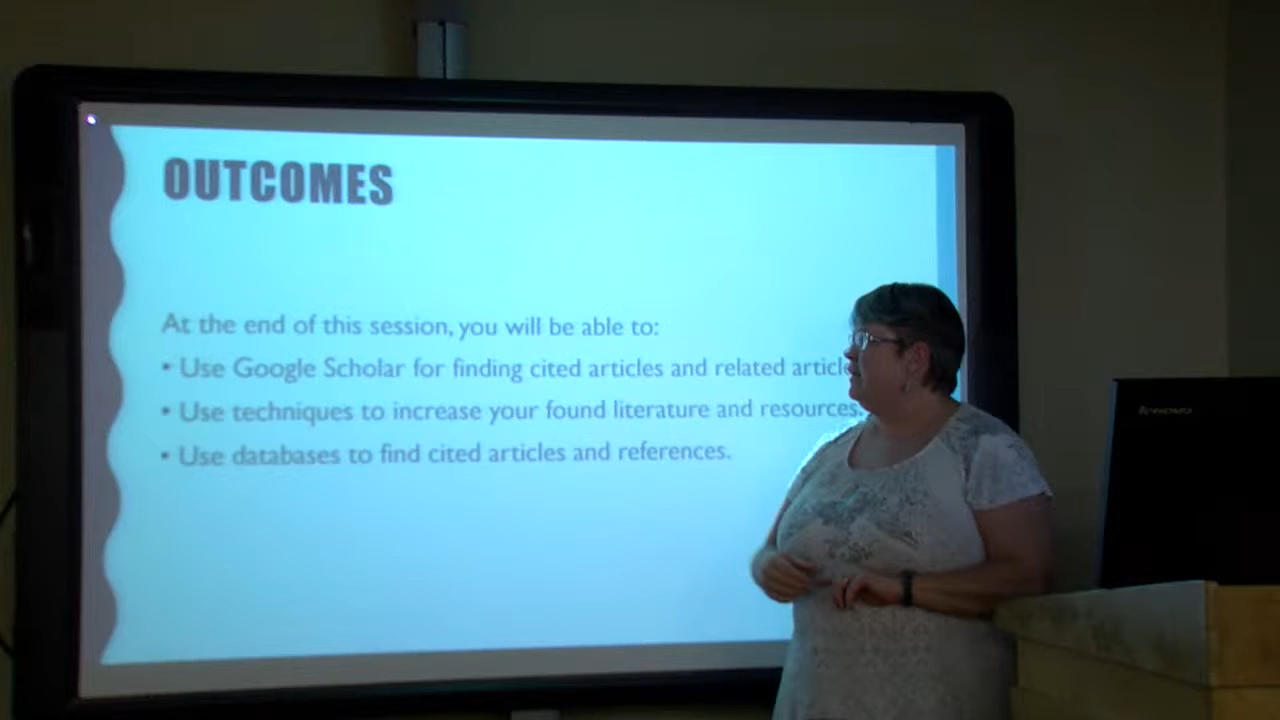 OUTCOMES
At the end of this session, you will be able to:
• Use Google Scholar for finding cited articles and related
• Use techniques to increase your found literature and resources.
• Use databases to find cited articles and references.
lenovo